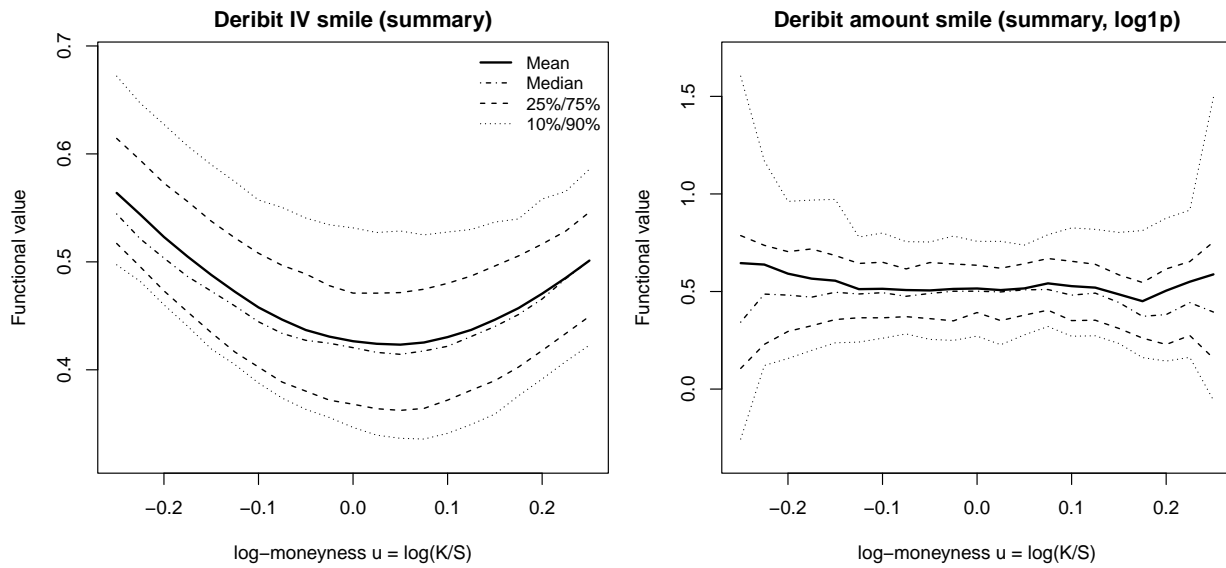 Deribit IV smile (summary)
Functional value
0.7
0.6
0.5
0.4
Mean
Median
25%/75%
10%/90%
−0.2
−0.1
0.0
0.1
0.2
log−moneyness u = log(K/S)
Deribit amount smile (summary, log1p)
Functional value
1.5
1.0
0.5
0.0
−0.2
−0.1
0.0
0.1
0.2
log−moneyness u = log(K/S)